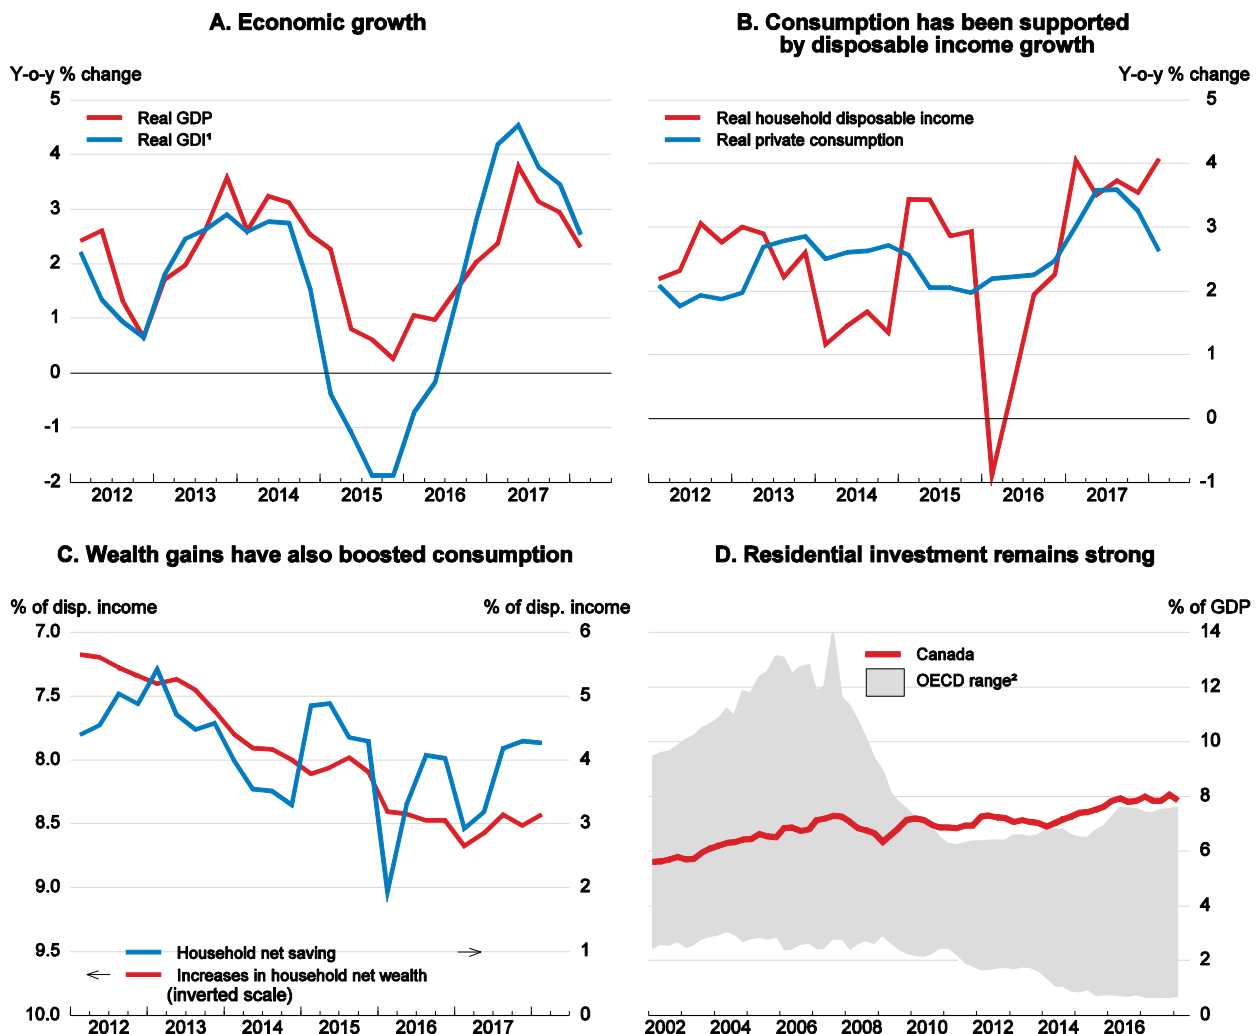 A. Economic growth
Y-o-y % change
5
4
3
2
1
0
-1
-2
Real GDP
Real GDI¹
2012 2013 2014 2015 2016 2017
B. Consumption has been supported
by disposable income growth
Y-o-y % change
5
4
3
2
1
0
-1
Real household disposable income
Real private consumption
2012 2013 2014 2015 2016 2017
C. Wealth gains have also boosted consumption
% of disp. income % of disp. income
7.0 6
7.5 5
8.0 4
8.5 3
9.0 2
9.5 1
10.0 0
Household net saving
Increases in household net wealth
(inverted scale)
2012 2013 2014 2015 2016 2017
D. Residential investment remains strong
% of GDP
14
12
10
8
6
4
2
0
Canada
OECD range²
2002 2004 2006 2008 2010 2012 2014 2016